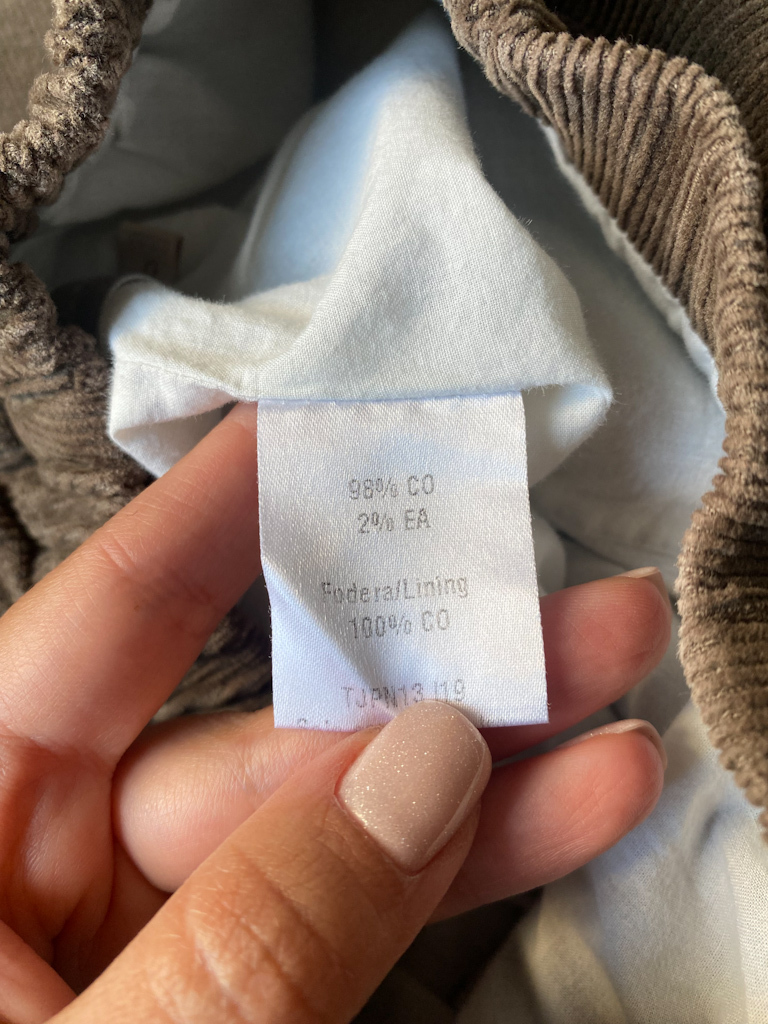 98% CO
2% EA
Fodera/Lining
100% CO
TJPN13 I19